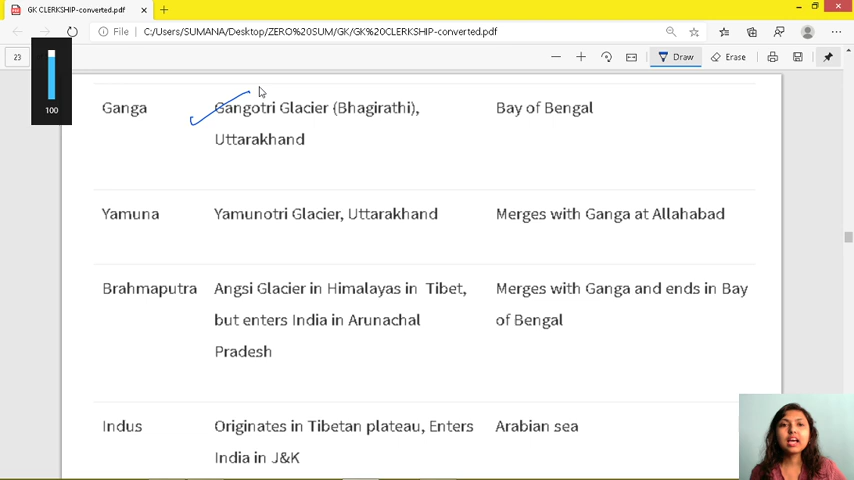 GK CLERKSHIP-converted.pdf
File C:/Users/SUMANA/Desktop/ZERO%20SUM/GK/GK%20CLERKSHIP-converted.pdf
23 Draw Erase
100
Ganga Gangotri Glacier (Bhagirathi), Bay of Bengal
Uttarakhand
Yamuna Yamunotri Glacier, Uttarakhand Merges with Ganga at Allahabad
Brahmaputra Angsi Glacier in Himalayas in Tibet, Merges with Ganga and ends in Bay
but enters India in Arunachal of Bengal
Pradesh
Indus Originates in Tibetan plateau, Enters Arabian sea
India in J&K